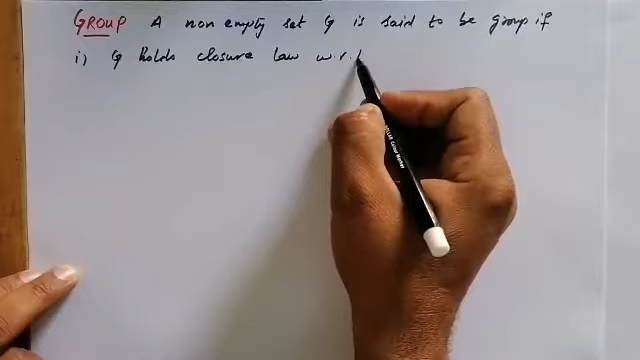 GROUP A non empty set G is said to be group if
i) G holds closure law w.r.t